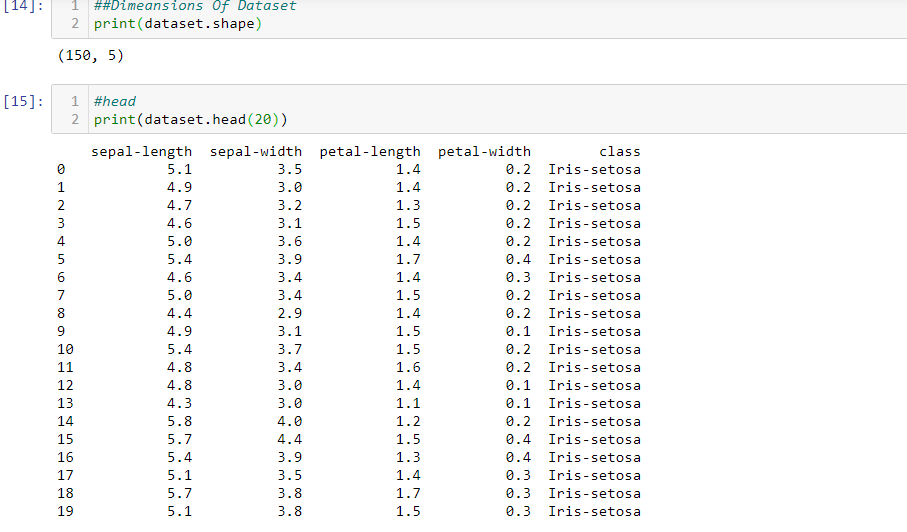 [14]: 1 ##Dimeansions Of Dataset
2 print(dataset.shape)
(150, 5)
[15]: 1 #head
2 print(dataset.head(20))
sepal-length sepal-width petal-length petal-width class
0 5.1 3.5 1.4 0.2 Iris-setosa
1 4.9 3.0 1.4 0.2 Iris-setosa
2 4.7 3.2 1.3 0.2 Iris-setosa
3 4.6 3.1 1.5 0.2 Iris-setosa
4 5.0 3.6 1.4 0.2 Iris-setosa
5 5.4 3.9 1.7 0.4 Iris-setosa
6 4.6 3.4 1.4 0.3 Iris-setosa
7 5.0 3.4 1.5 0.2 Iris-setosa
8 4.4 2.9 1.4 0.2 Iris-setosa
9 4.9 3.1 1.5 0.1 Iris-setosa
10 5.4 3.7 1.5 0.2 Iris-setosa
11 4.8 3.4 1.6 0.2 Iris-setosa
12 4.8 3.0 1.4 0.1 Iris-setosa
13 4.3 3.0 1.1 0.1 Iris-setosa
14 5.8 4.0 1.2 0.2 Iris-setosa
15 5.7 4.4 1.5 0.4 Iris-setosa
16 5.4 3.9 1.3 0.4 Iris-setosa
17 5.1 3.5 1.4 0.3 Iris-setosa
18 5.7 3.8 1.7 0.3 Iris-setosa
19 5.1 3.8 1.5 0.3 Iris-setosa